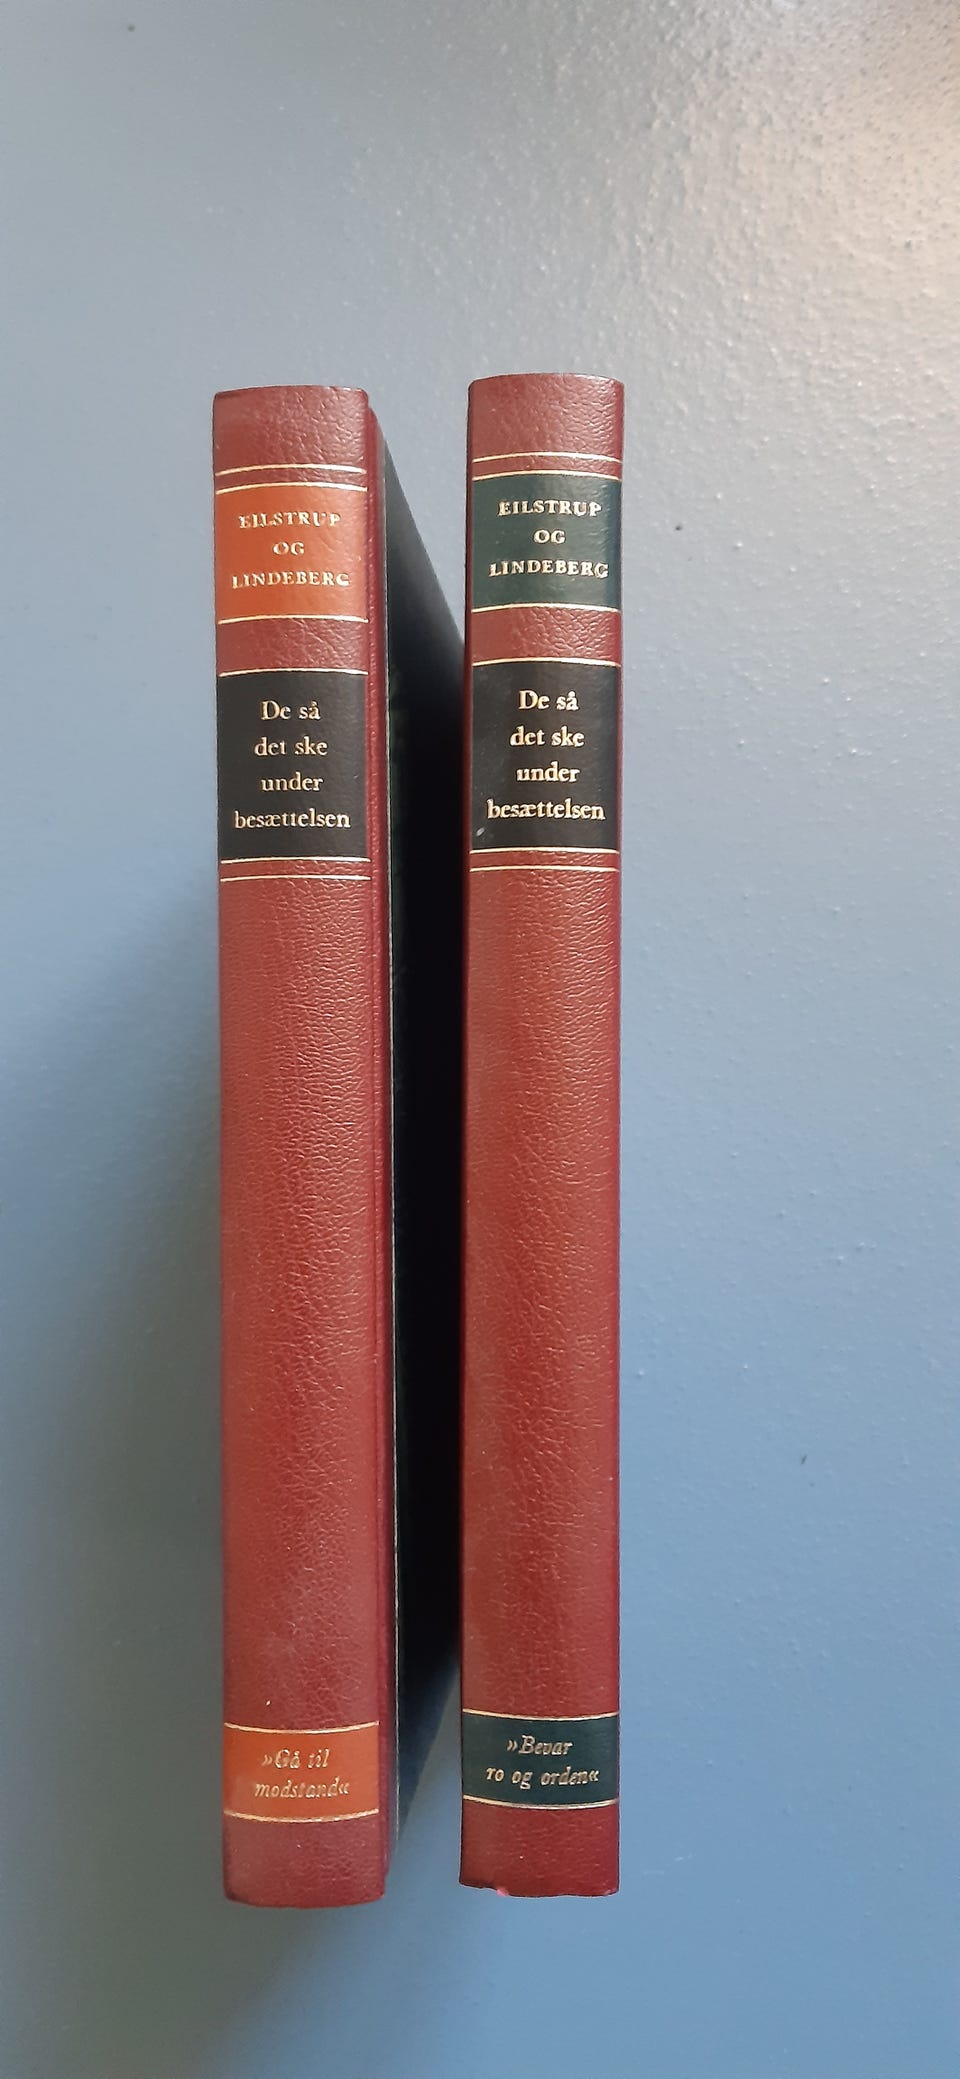 EILSTRUP
OG
LINDEBERG
De så
det ske
under
besættelsen
»Gå til
modstand«
EILSTRUP
OG
LINDEBERG
De så
det ske
under
besættelsen
»Bevar
ro og orden«